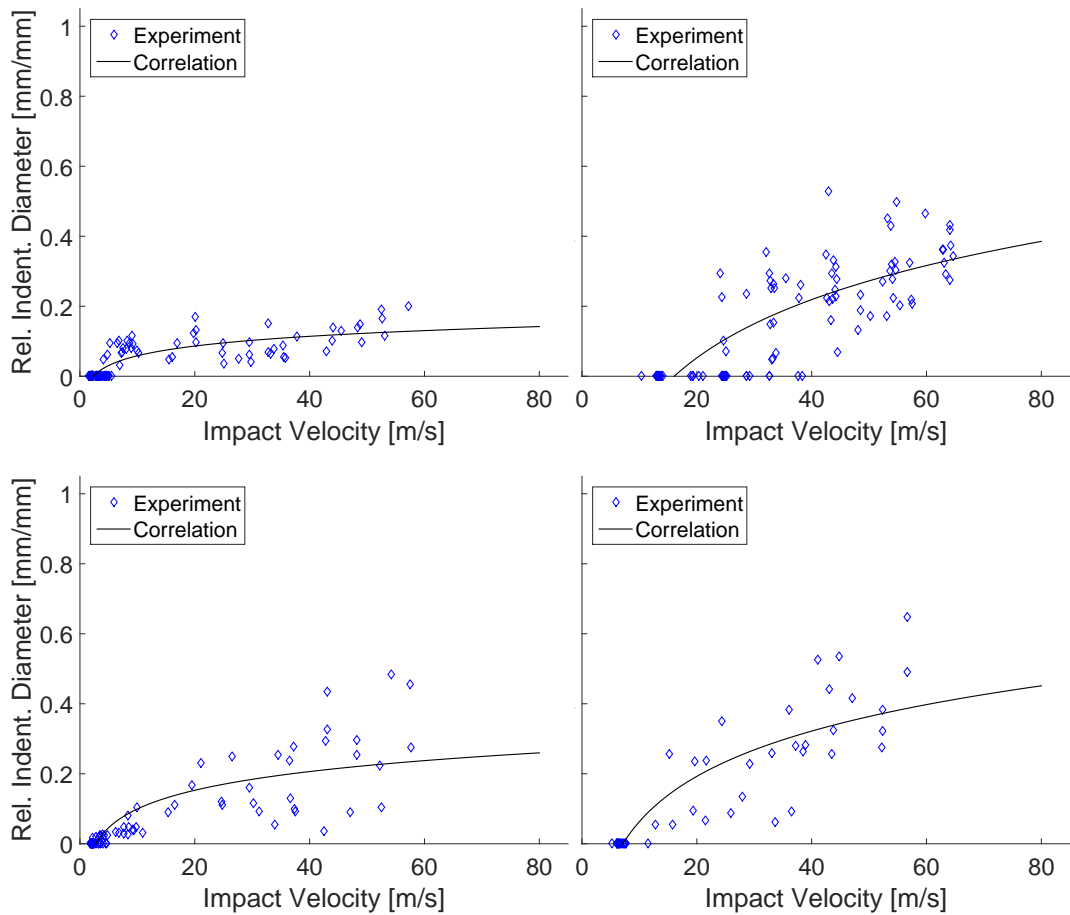 Rel. Indent. Diameter [mm/mm]
1
0.8
0.6
0.4
0.2
0
Experiment
Correlation
0 20 40 60 80
Impact Velocity [m/s]
Experiment
Correlation
0 20 40 60 80
Impact Velocity [m/s]
Rel. Indent. Diameter [mm/mm]
1
0.8
0.6
0.4
0.2
0
Experiment
Correlation
0 20 40 60 80
Impact Velocity [m/s]
Experiment
Correlation
0 20 40 60 80
Impact Velocity [m/s]